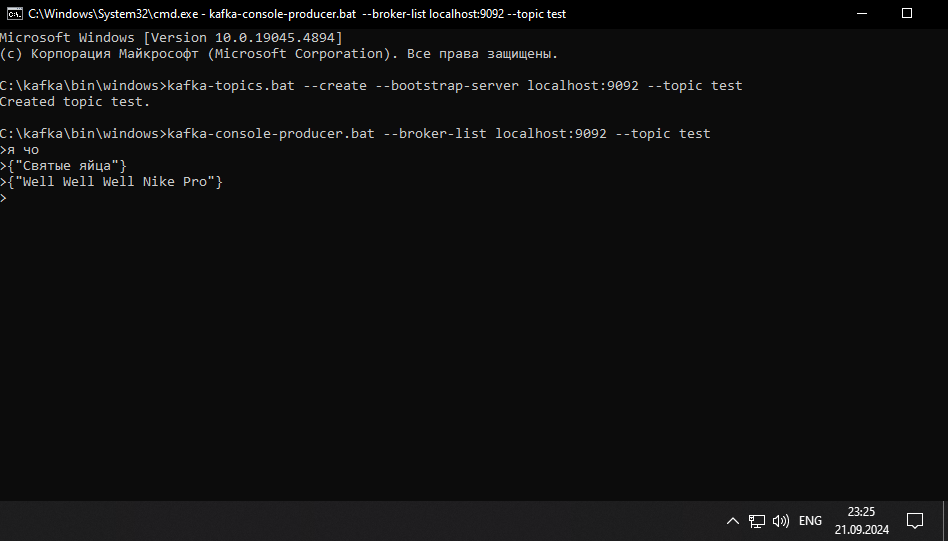 C:\Windows\System32\cmd.exe - kafka-console-producer.bat  --broker-list localhost:9092 --topic test
Microsoft Windows [Version 10.0.19045.4894]
(c) Корпорация Майкрософт (Microsoft Corporation). Все права защищены.
C:\kafka\bin\windows>kafka-topics.bat --create --bootstrap-server localhost:9092 --topic test
Created topic test.
C:\kafka\bin\windows>kafka-console-producer.bat --broker-list localhost:9092 --topic test
>я чо
>{"Святые яйца"}
>{"Well Well Well Nike Pro"}
>
ENG
23:25
21.09.2024